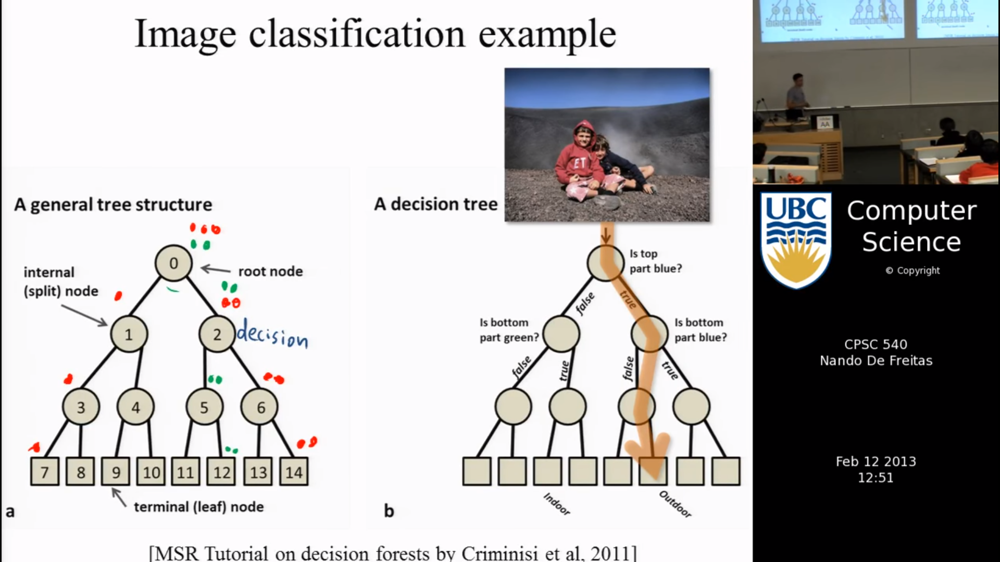 Image classification example
A general tree structure
A decision tree
ET
0
root node
internal
(split) node
1
2
decision
3
4
5
6
7
8
9
10
11
12
13
14
terminal (leaf) node
a
Is top
part blue?
false
true
Is bottom
part green?
Is bottom
part blue?
false
true
false
true
Indoor
Outdoor
b
[MSR Tutorial on decision forests by Criminisi et al, 2011]
AA
UBC
Computer
Science
© Copyright
CPSC 540
Nando De Freitas
Feb 12 2013
12:51